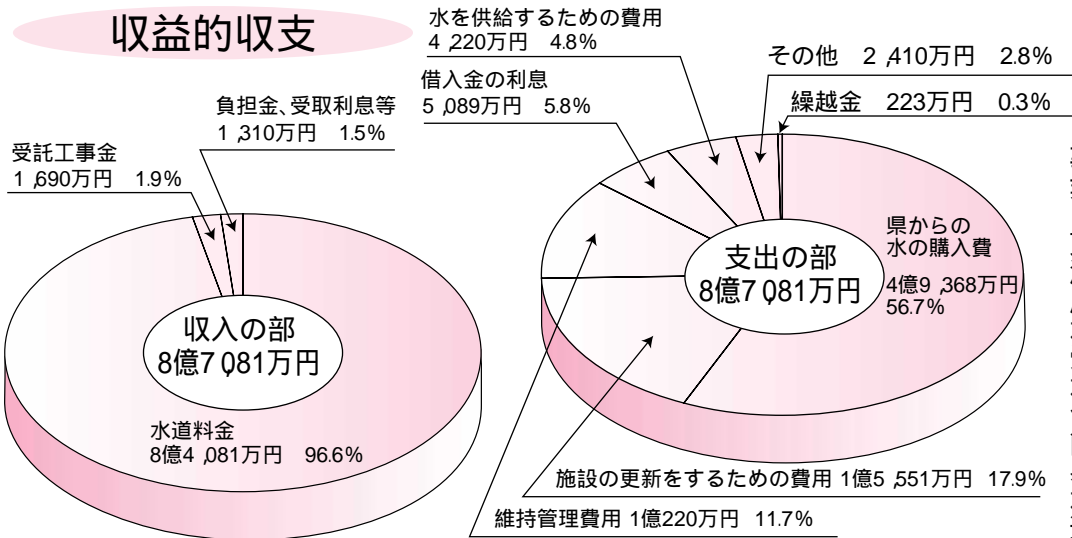 収益的収支
負担金、受取利息等
1,310万円 1.5%
受託工事金
1,690万円 1.9%
収入の部
8億7,081万円
水道料金
8億4,081万円 96.6%
水を供給するための費用
4,220万円 4.8%
借入金の利息
5,089万円 5.8%
その他 2,410万円 2.8%
繰越金 223万円 0.3%
県からの
水の購入費
4億9,368万円
56.7%
支出の部
8億7,081万円
施設の更新をするための費用 1億5,551万円 17.9%
維持管理費用 1億220万円 11.7%